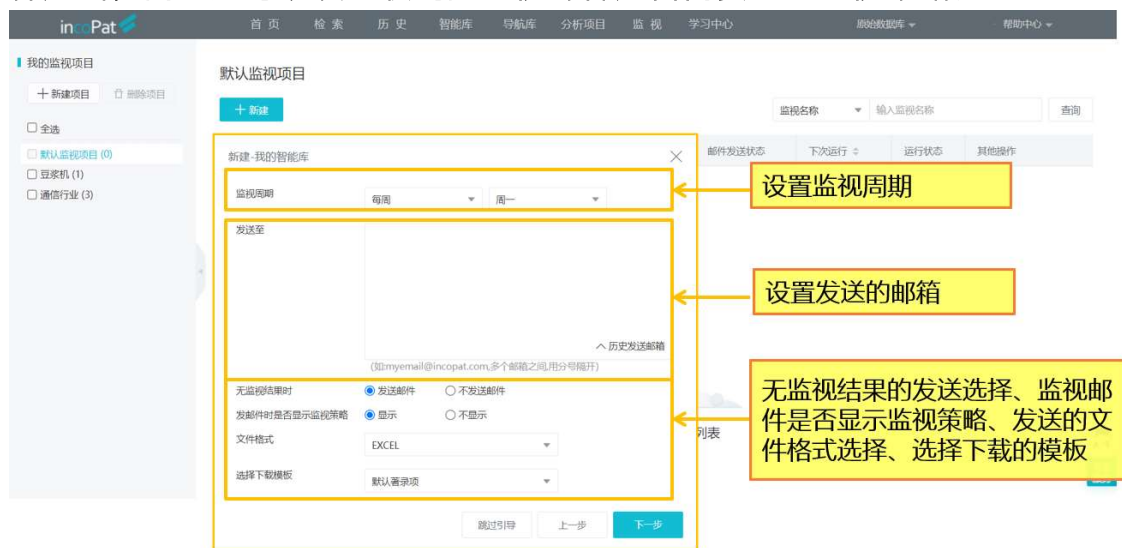 incoPat
首页 检索 历史 智能库 导航库 分析项目 监视 学习中心 原始数据库 帮助中心
我的监视项目
＋新建项目 删除项目
全选
默认监视项目 (0)
豆浆机 (1)
通信行业 (3)
默认监视项目
＋ 新建
监视名称 输入监视名称 查询
邮件发送状态 下次运行 运行状态 其他操作
新建-我的智能库
监视周期 每周 周一
设置监视周期
发送至
设置发送的邮箱
历史发送邮箱
(如:myemail@incopat.com,多个邮箱之间,用分号隔开)
无监视结果时 发送邮件 不发送邮件
发邮件时是否显示监视策略 显示 不显示
文件格式 EXCEL
选择下载模板 默认著录项
无监视结果的发送选择、监视邮
件是否显示监视策略、发送的文
件格式选择、选择下载的模板
列表
跳过引导 上一步 下一步